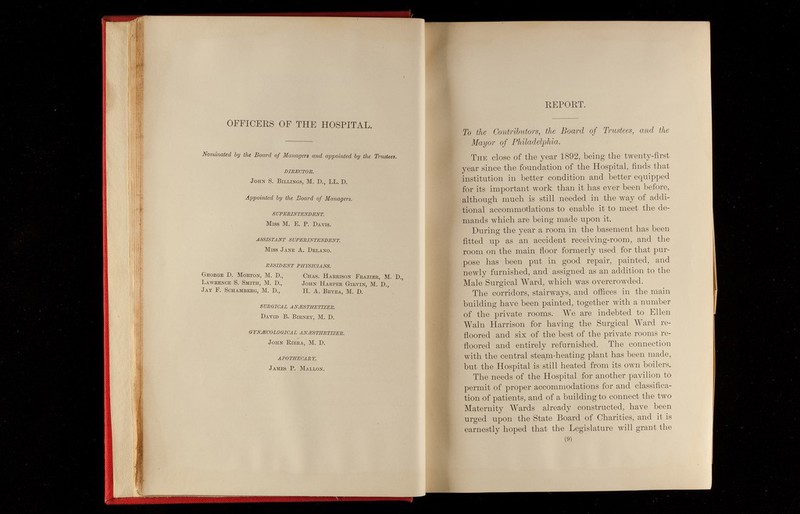 OFFICERS OF THE HOSPITAL.
Nominated by the Board of Managers and appointed by the Trustees.
DIRECTOR.
JOHN S. BILLINGS, M. D., LL. D.
Appointed by the Board of Managers.
SUPERINTENDENT.
MISS M. E. P. DAVIS.
ASSISTANT SUPERINTENDENT.
MISS JANE A. DELANO.
RESIDENT PHYSICIANS.
GEORGE D. MORTON, M. D., CHAS. HARRISON FRAZIER, M. D.,
LAWRENCE S. SMITH, M. D., JOHN HARPER GIRVIN, M. D.,
JAY F. SCHAMBERG, M. D., H. A. BEYEA, M. D.
SURGICAL ANÆSTHETIZER.
DAVID B. BIRNEY, M. D.
GYNÆCOLOGICAL ANÆSTHETIZER.
JOHN M. D.
APOTHECARY.
JAMES P. MALLON.
REPORT.
To the Contributors, the Board of Trustees, and the
Mayor of Philadelphia.
THE close of the year 1892, being the twenty-first
year since the foundation of the Hospital, finds that
institution in better condition and better equipped
for its important work than it has ever been before,
although much is still needed in the way of addi-
tional accommodations to enable it to meet the de-
mands which are being made upon it.
During the year a room in the basement has been
fitted up as an accident receiving-room, and the
room on the main floor formerly used for that pur-
pose has been put in good repair, painted, and
newly furnished, and assigned as an addition to the
Male Surgical Ward, which was overcrowded.
The corridors, stairways, and offices in the main
building have been painted, together with a number
of the private rooms. We are indebted to Ellen
Waln Harrison for having the Surgical Ward re-
floored and six of the best of the private rooms re-
floored and entirely refurnished. The connection
with the central steam-heating plant has been made,
but the Hospital is still heated from its own boilers.
The needs of the Hospital for another pavilion to
permit of proper accommodations for and classifica-
tion of patients, and of a building to connect the two
Maternity Wards already constructed, have been
urged upon the State Board of Charities, and it is
earnestly hoped that the Legislature will grant the
(9)